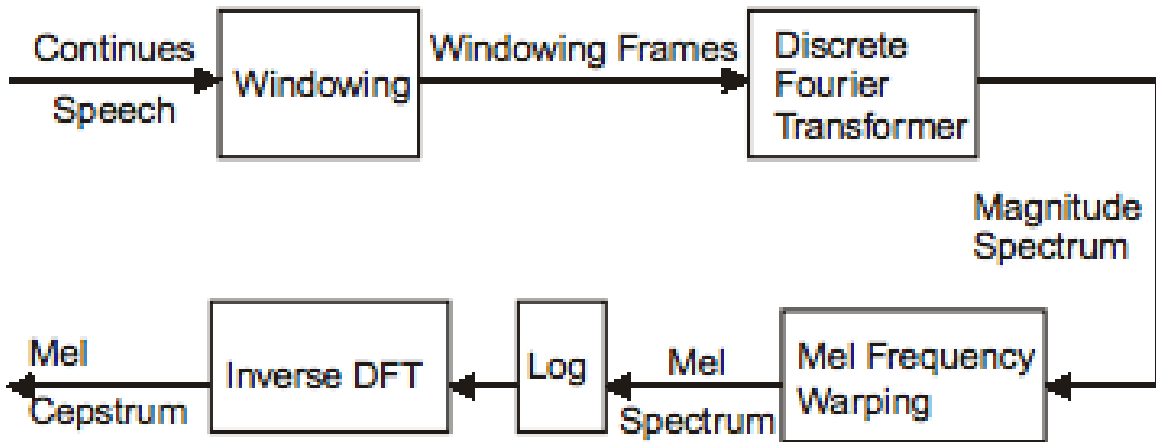 Continues
Speech
Windowing
Windowing Frames
Discrete
Fourier
Transformer
Magnitude
Spectrum
Mel Frequency
Warping
Mel
Spectrum
Log
Inverse DFT
Mel
Cepstrum